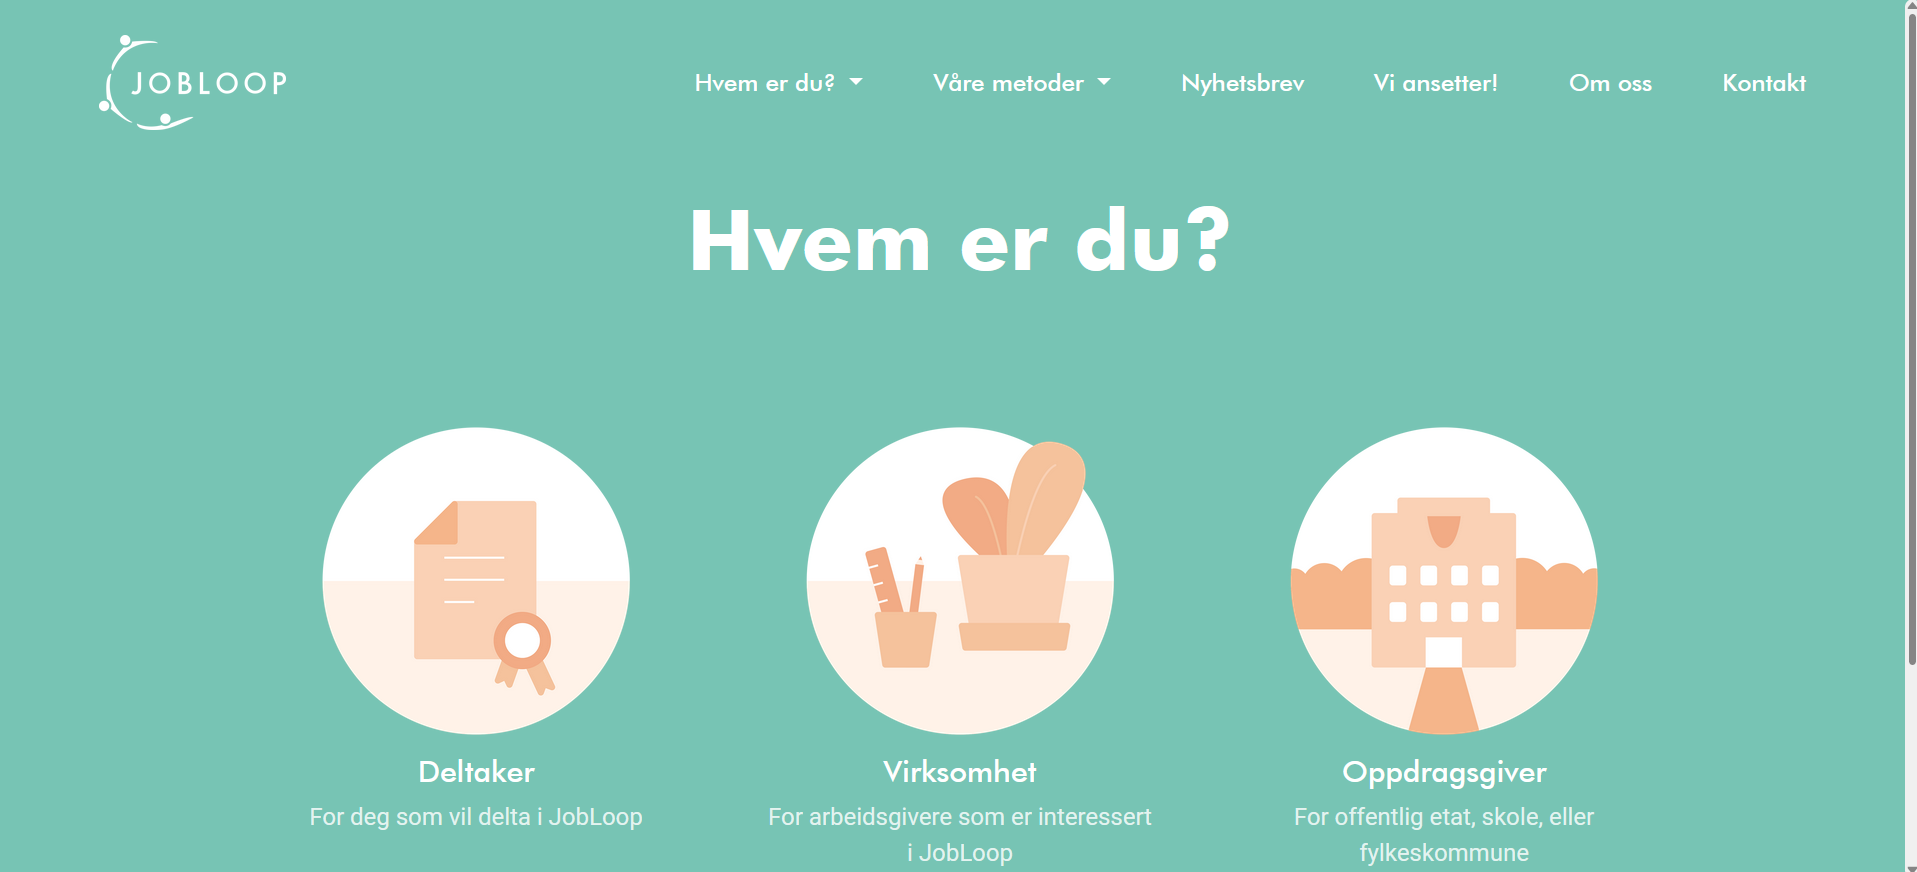 JOBLOOP
Hvem er du?
Våre metoder
Nyhetsbrev
Vi ansetter!
Om oss
Kontakt
Hvem er du?
Deltaker
For deg som vil delta i JobLoop
Virksomhet
For arbeidsgivere som er interessert
i JobLoop
Oppdragsgiver
For offentlig etat, skole, eller
fylkeskommune